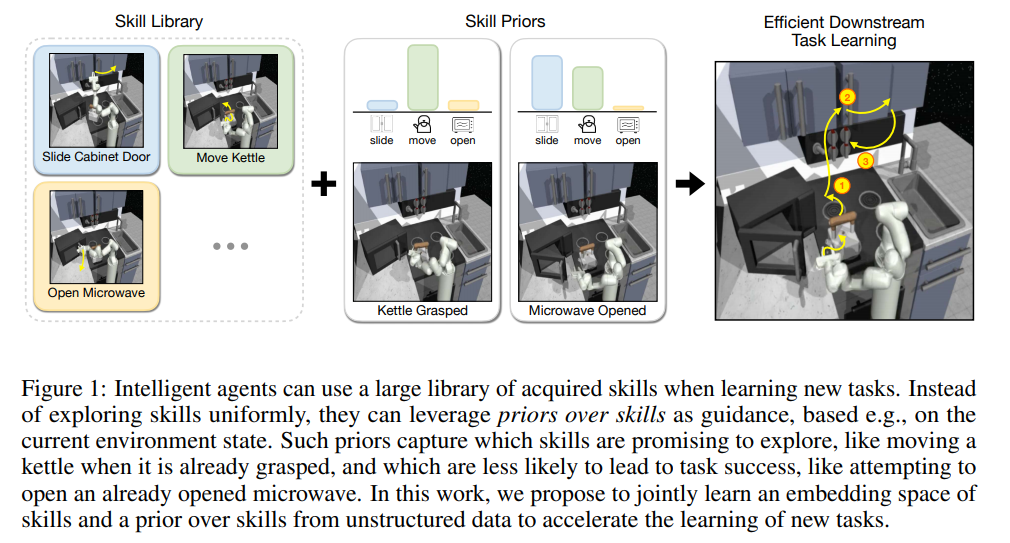 Skill Library
Skill Priors
Efficient Downstream
Task Learning
Slide Cabinet Door
Move Kettle
Open Microwave
slide move open
Kettle Grasped
slide move open
Microwave Opened
1
2
3
Figure 1: Intelligent agents can use a large library of acquired skills when learning new tasks. Instead
of exploring skills uniformly, they can leverage priors over skills as guidance, based e.g., on the
current environment state. Such priors capture which skills are promising to explore, like moving a
kettle when it is already grasped, and which are less likely to lead to task success, like attempting to
open an already opened microwave. In this work, we propose to jointly learn an embedding space of
skills and a prior over skills from unstructured data to accelerate the learning of new tasks.